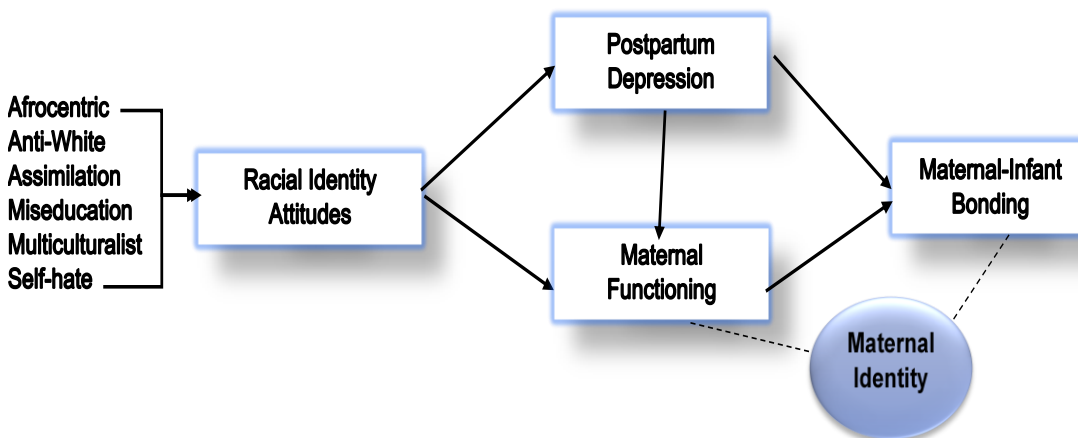 Afrocentric
Anti-White
Assimilation
Miseducation
Multiculturalist
Self-hate
Racial Identity
Attitudes
Postpartum
Depression
Maternal
Functioning
Maternal-Infant
Bonding
Maternal
Identity